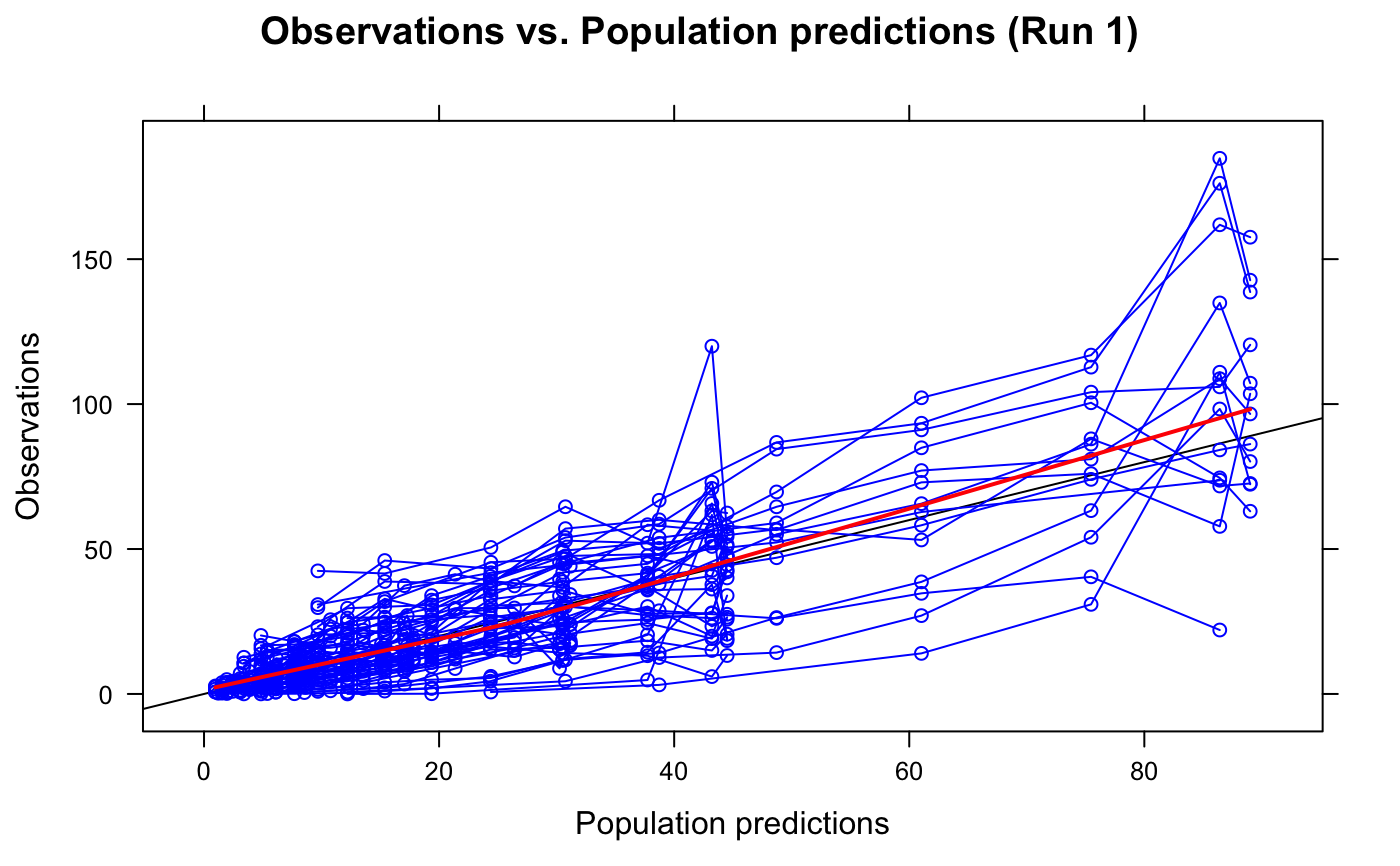 Observations vs. Population predictions (Run 1)
150
100
50
0
Observations
0 20 40 60 80
Population predictions